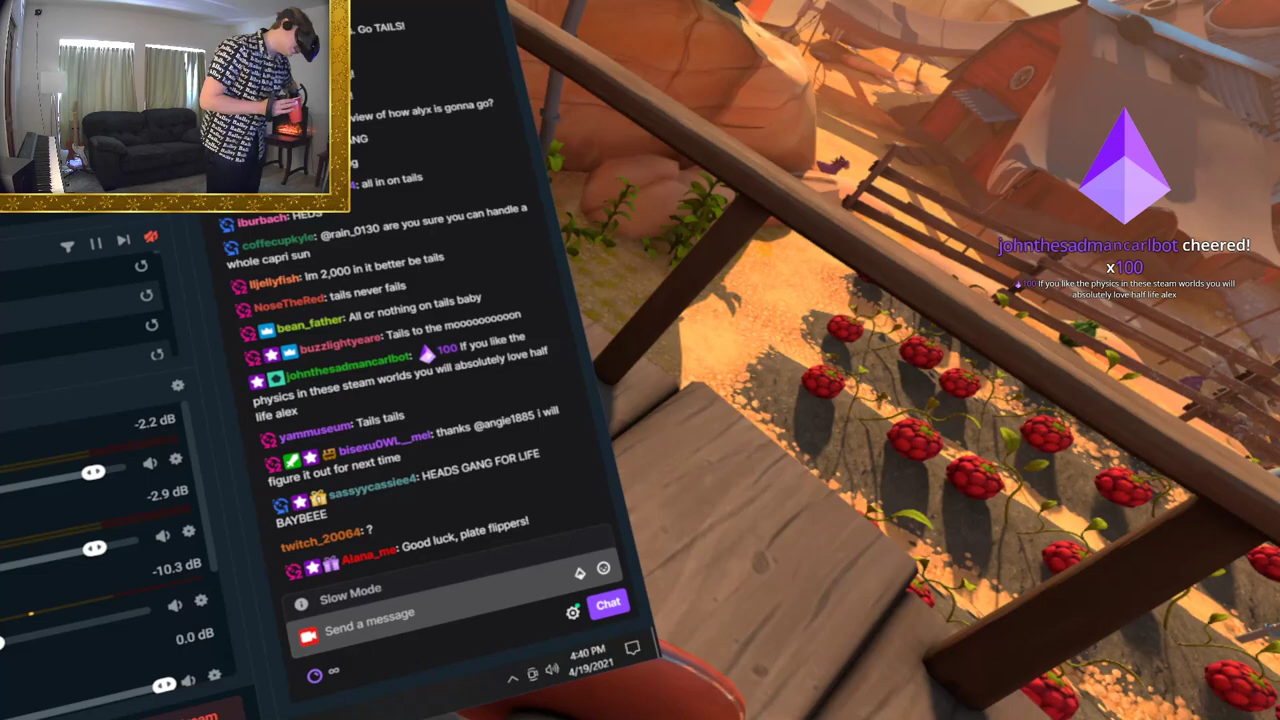 . Go TAILS!
view of how alyx is gonna go?
ANG
all in on tails
iburbach: HEDS
coffecupkyle: @rain_0130 are you sure you can handle a
whole capri sun
lljellyfish: Im 2,000 in it better be tails
NoseTheRed: tails never fails
bean_father: All or nothing on tails baby
buzzlightyeare: Tails to the mooooooooon
johnthesadmancarlbot: 100 If you like the
physics in these steam worlds you will absolutely love half
life alex
yammuseum: Tails tails
bisexu0WL__mel: thanks @angie1885 i will
figure it out for next time
sassyycassiee4: HEADS GANG FOR LIFE
BAYBEEE
twitch_20064: ?
Alana_me: Good luck, plate flippers!
Slow Mode
Send a message
Chat
∞
4:40 PM
4/19/2021
-2.2 dB
-2.9 dB
-10.3 dB
0.0 dB
johnthesadmancarlbot cheered!
x100
100 If you like the physics in these steam worlds you will
absolutely love half life alex